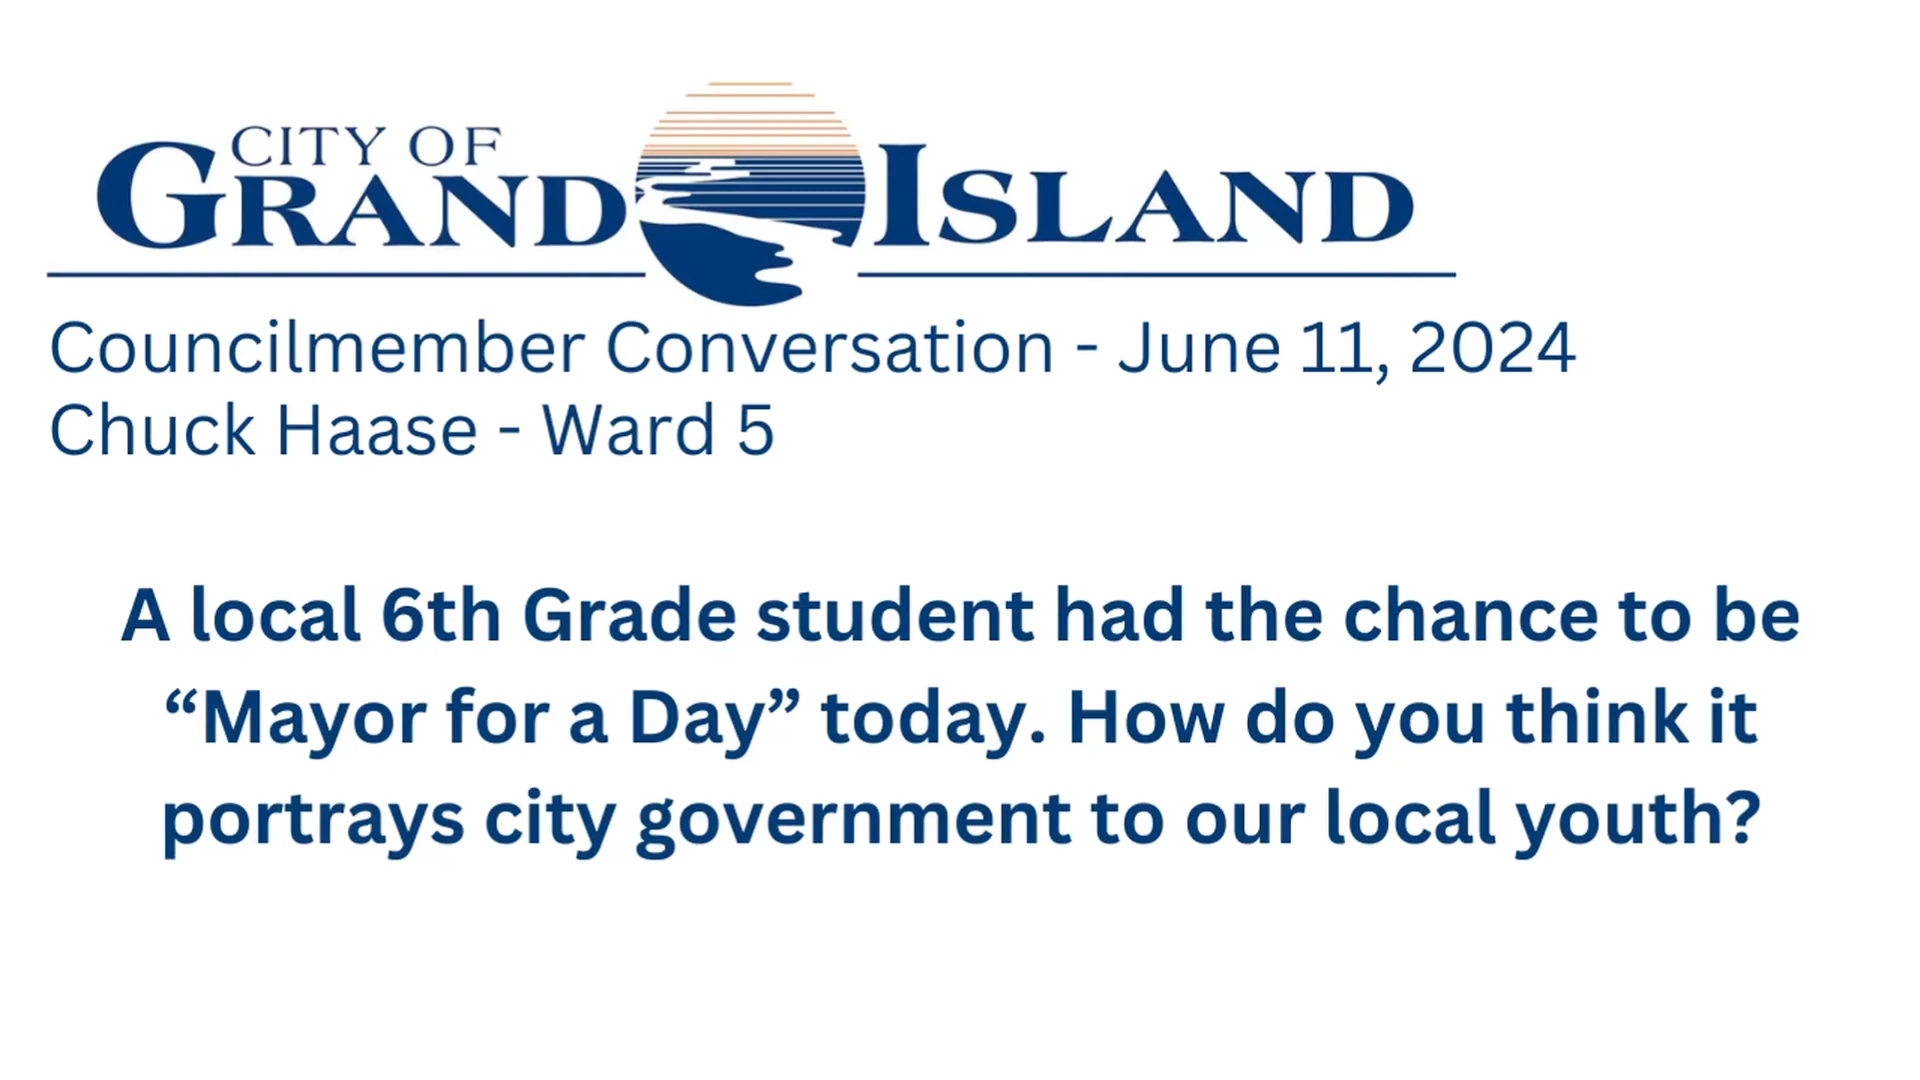 CITY OF
GRAND ISLAND
Councilmember Conversation - June 11, 2024
Chuck Haase - Ward 5
A local 6th Grade student had the chance to be
“Mayor for a Day” today. How do you think it
portrays city government to our local youth?